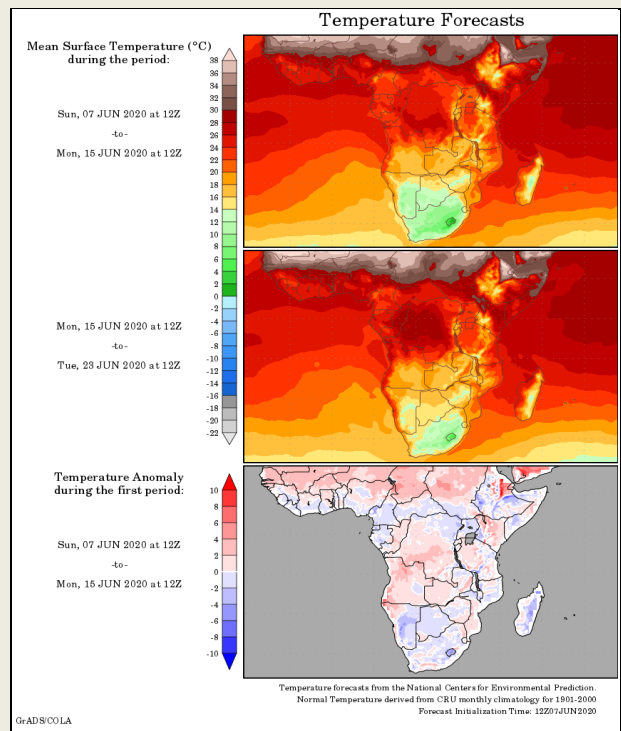 Temperature Forecasts
Mean Surface Temperature (°C)
during the period:
Sun, 07 JUN 2020 at 12Z
-to-
Mon, 15 JUN 2020 at 12Z
38
36
34
32
30
28
26
24
22
20
18
16
14
12
10
8
6
4
2
0
-2
-4
-6
-8
-10
-12
-14
-16
-18
-20
-22
Mon, 15 JUN 2020 at 12Z
-to-
Tue, 23 JUN 2020 at 12Z
Temperature Anomaly
during the first period:
Sun, 07 JUN 2020 at 12Z
-to-
Mon, 15 JUN 2020 at 12Z
10
8
6
4
2
0
-2
-4
-6
-8
-10
Temperature forecasts from the National Centers for Environmental Prediction.
Normal Temperature derived from CRU monthly climatology for 1901-2000
Forecast Initialization Time: 12Z07JUN2020
GrADS/COLA